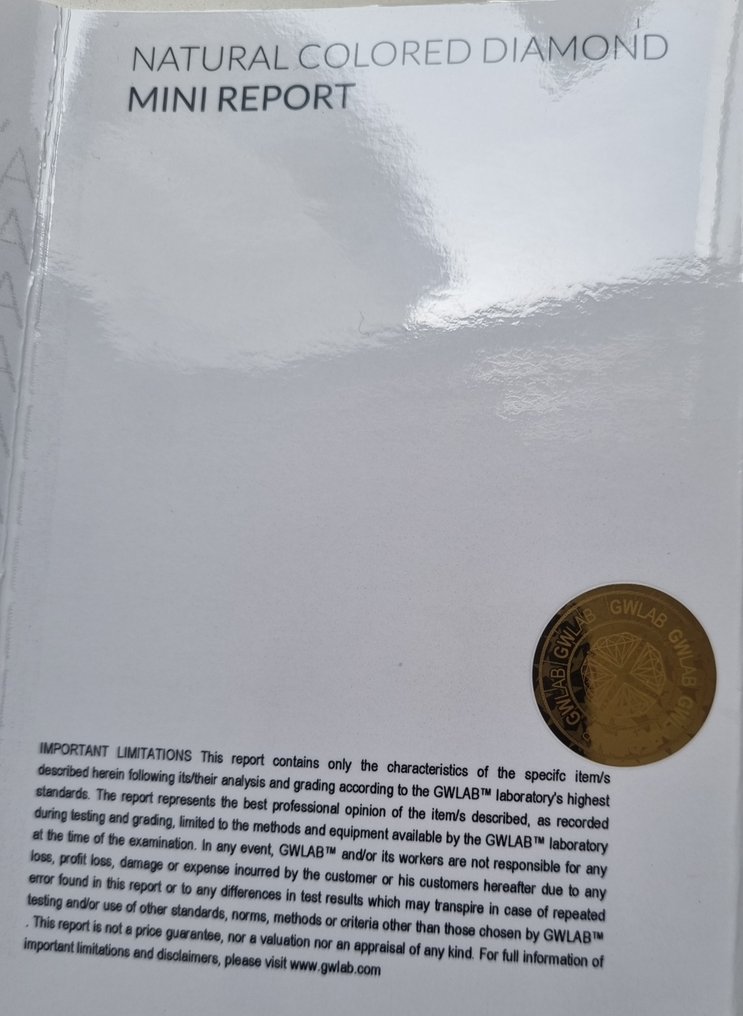 NATURAL COLORED DIAMOND
MINI REPORT
GWLAB GWLAB GWLAB GWLAB GW
IMPORTANT LIMITATIONS This report contains only the characteristics of the specifc item/s
described herein following its/their analysis and grading according to the GWLAB™ laboratory's highest
standards. The report represents the best professional opinion of the item/s described, as recorded
during testing and grading, limited to the methods and equipment available by the GWLAB™ laboratory
at the time of the examination. In any event, GWLAB™ and/or its workers are not responsible for any
loss, profit loss, damage or expense incurred by the customer or his customers hereafter due to any
error found in this report or to any differences in test results which may transpire in case of repeated
testing and/or use of other standards, norms, methods or criteria other than those chosen by GWLAB™
. This report is not a price guarantee, nor a valuation nor an appraisal of any kind. For full information of
important limitations and disclaimers, please visit www.gwlab.com